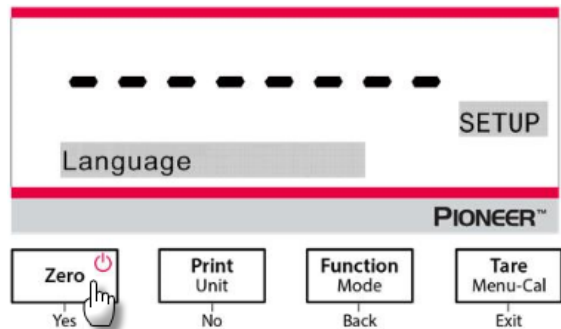 SETUP
Language
PIONEER™
Zero Print Function Tare
Unit Mode Menu-Cal
Yes No Back Exit